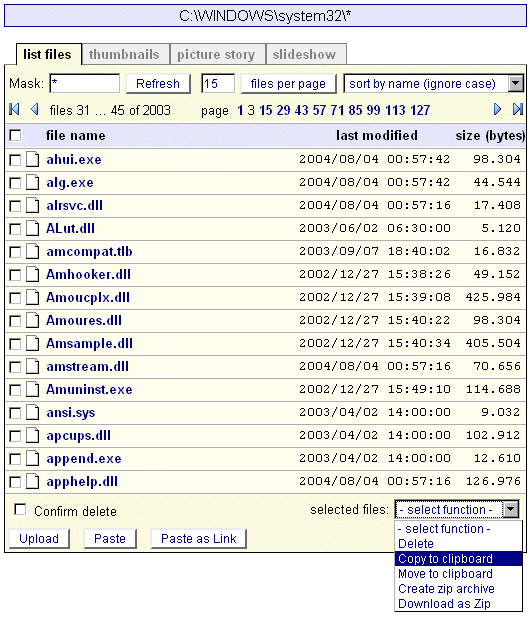 C:\WINDOWS\system32\*
list files thumbnails picture story slideshow
Mask: * Refresh 15 files per page sort by name (ignore case)
files 31 ... 45 of 2003 page 1 3 15 29 43 57 71 85 99 113 127
file name last modified size (bytes)
ahui.exe 2004/08/04 00:57:42 98.304
alg.exe 2004/08/04 00:57:42 44.544
alrsvc.dll 2004/08/04 00:57:16 17.408
ALut.dll 2003/06/02 06:30:00 5.120
amcompat.tlb 2003/09/07 18:40:02 16.832
Amhooker.dll 2002/12/27 15:38:26 49.152
Amoucplx.dll 2002/12/27 15:39:08 425.984
Amoures.dll 2002/12/27 15:40:22 98.304
Amsample.dll 2002/12/27 15:40:34 405.504
amstream.dll 2004/08/04 00:57:16 70.656
Amuninst.exe 2002/12/27 15:49:10 114.688
ansi.sys 2003/04/02 14:00:00 9.032
apcups.dll 2003/04/02 14:00:00 102.912
append.exe 2003/04/02 14:00:00 12.610
apphelp.dll 2004/08/04 00:57:16 126.976
Confirm delete selected files: - select function -
Upload Paste Paste as Link
- select function -
Delete
Copy to clipboard
Move to clipboard
Create zip archive
Download as Zip